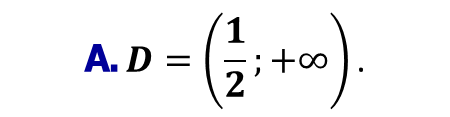 A. D = (1/2 ; +∞).